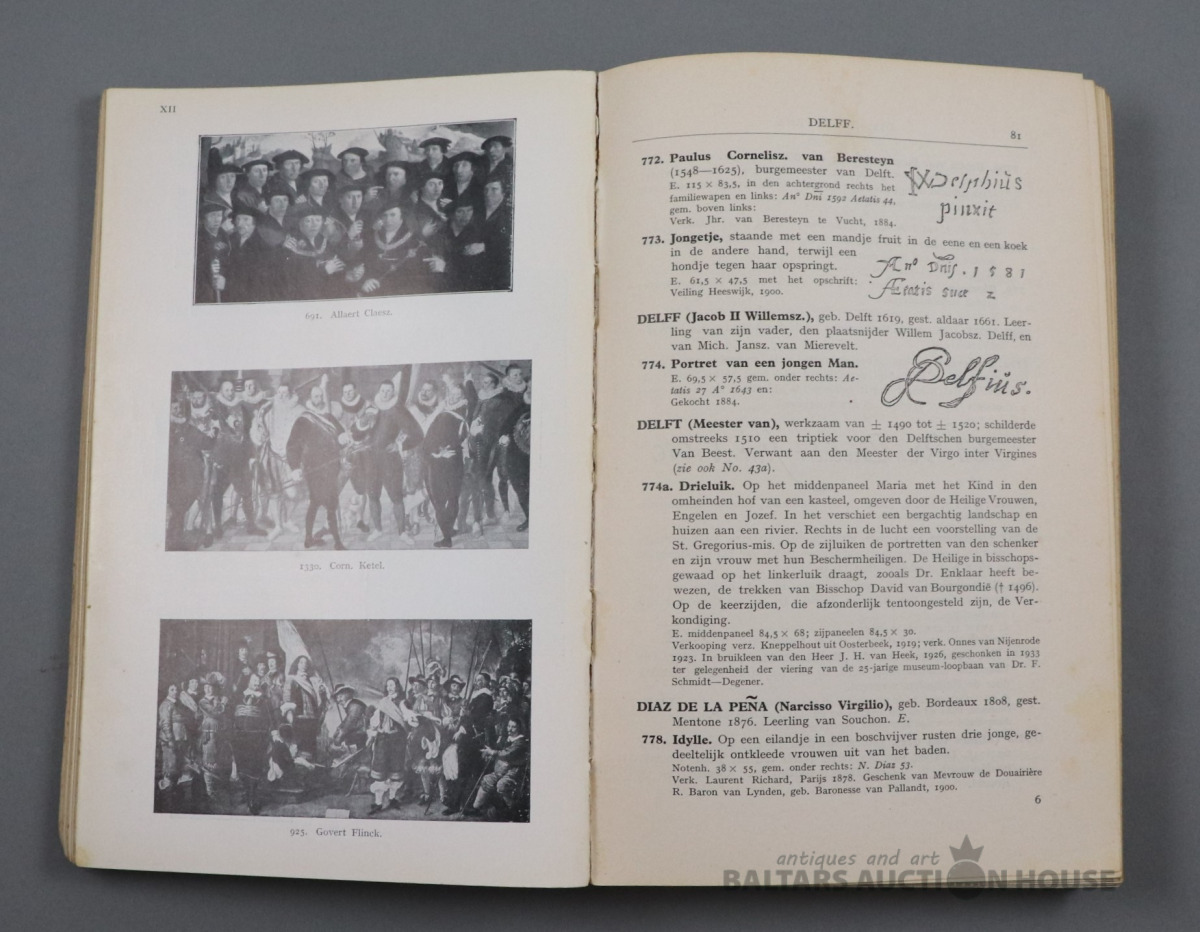 XII
691. Allaert Claesz.
1330. Corn. Ketel.
925. Govert Flinck.
DELFF.
81
772. Paulus Cornelisz. van Beresteyn
(1548—1625), burgemeester van Delft.
E. 115 × 83,5, in den achtergrond rechts het
familiewapen en links: Anº Dni 1592 Aetatis 44,
gem. boven links:
Verk. Jhr. van Beresteyn te Vucht, 1884.
Delphiüs
pinxit
773. Jongetje, staande met een mandje fruit in de eene en een koek
in de andere hand, terwijl een
hondje tegen haar opspringt.
E. 61,5 × 47,5 met het opschrift:
Veiling Heeswijk, 1900.
Anº Dnij. 1581
Aetatis suae 2
DELFF (Jacob II Willemsz.), geb. Delft 1619, gest. aldaar 1661. Leer-
ling van zijn vader, den plaatsnijder Willem Jacobsz. Delff, en
van Mich. Jansz. van Mierevelt.
774. Portret van een jongen Man.
E. 69,5 × 57,5 gem. onder rechts: Ae-
tatis 27 Aº 1643 en:
Gekocht 1884.
Delfiüs.
DELFT (Meester van), werkzaam van ± 1490 tot ± 1520; schilderde
omstreeks 1510 een triptiek voor den Delftschen burgemeester
Van Beest. Verwant aan den Meester der Virgo inter Virgines
(zie ook No. 43a).
774a. Drieluik. Op het middenpaneel Maria met het Kind in den
omheinden hof van een kasteel, omgeven door de Heilige Vrouwen,
Engelen en Jozef. In het verschiet een bergachtig landschap en
huizen aan een rivier. Rechts in de lucht een voorstelling van de
St. Gregorius-mis. Op de zijluiken de portretten van den schenker
en zijn vrouw met hun Beschermheiligen. De Heilige in bisschops-
gewaad op het linkerluik draagt, zooals Dr. Enklaar heeft be-
wezen, de trekken van Bisschop David van Bourgondië († 1496).
Op de keerzijden, die afzonderlijk tentoongesteld zijn, de Ver-
kondiging.
E. middenpaneel 84,5 × 68; zijpaneelen 84,5 × 30.
Verkooping verz. Kneppelhout uit Oosterbeek, 1919; verk. Onnes van Nijenrode
1923. In bruikleen van den Heer J. H. van Heek, 1926, geschonken in 1933
ter gelegenheid der viering van de 25-jarige museum-loopbaan van Dr. F.
Schmidt—Degener.
DIAZ DE LA PEÑA (Narcisso Virgilio), geb. Bordeaux 1808, gest.
Mentone 1876. Leerling van Souchon. E.
778. Idylle. Op een eilandje in een boschvijver rusten drie jonge, ge-
deeltelijk ontkleede vrouwen uit van het baden.
Notenh. 38 × 55, gem. onder rechts: N. Diaz 53.
Verk. Laurent Richard, Parijs 1878. Geschenk van Mevrouw de Douairière
R. Baron van Lynden, geb. Baronesse van Pallandt, 1900.
6
antiques and art
BALTARS AUCTION HOUSE